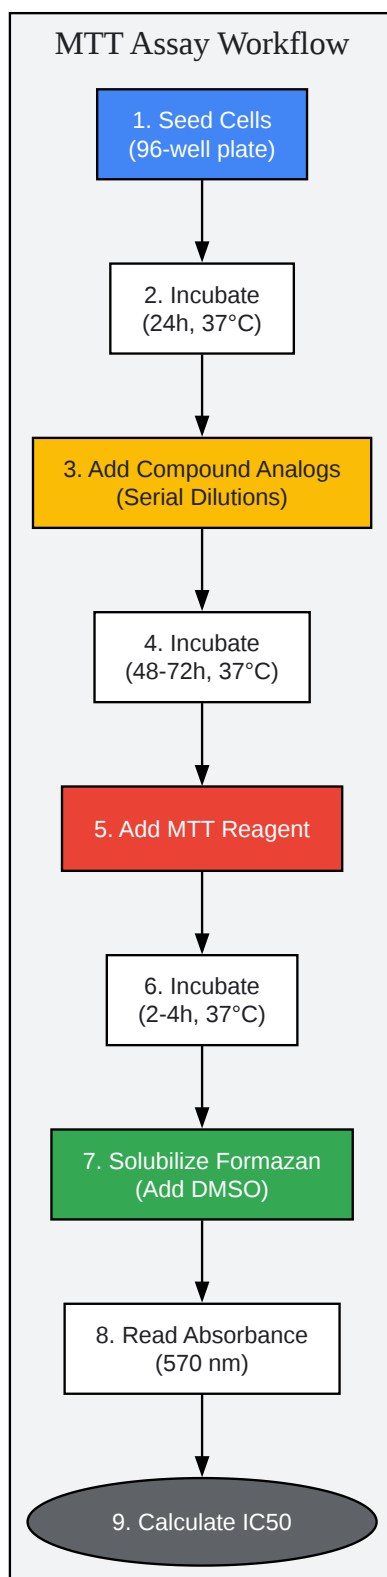 MTT Assay Workflow
1. Seed Cells
(96-well plate)
2. Incubate
(24h, 37°C)
3. Add Compound Analogs
(Serial Dilutions)
4. Incubate
(48-72h, 37°C)
5. Add MTT Reagent
6. Incubate
(2-4h, 37°C)
7. Solubilize Formazan
(Add DMSO)
8. Read Absorbance
(570 nm)
9. Calculate IC50